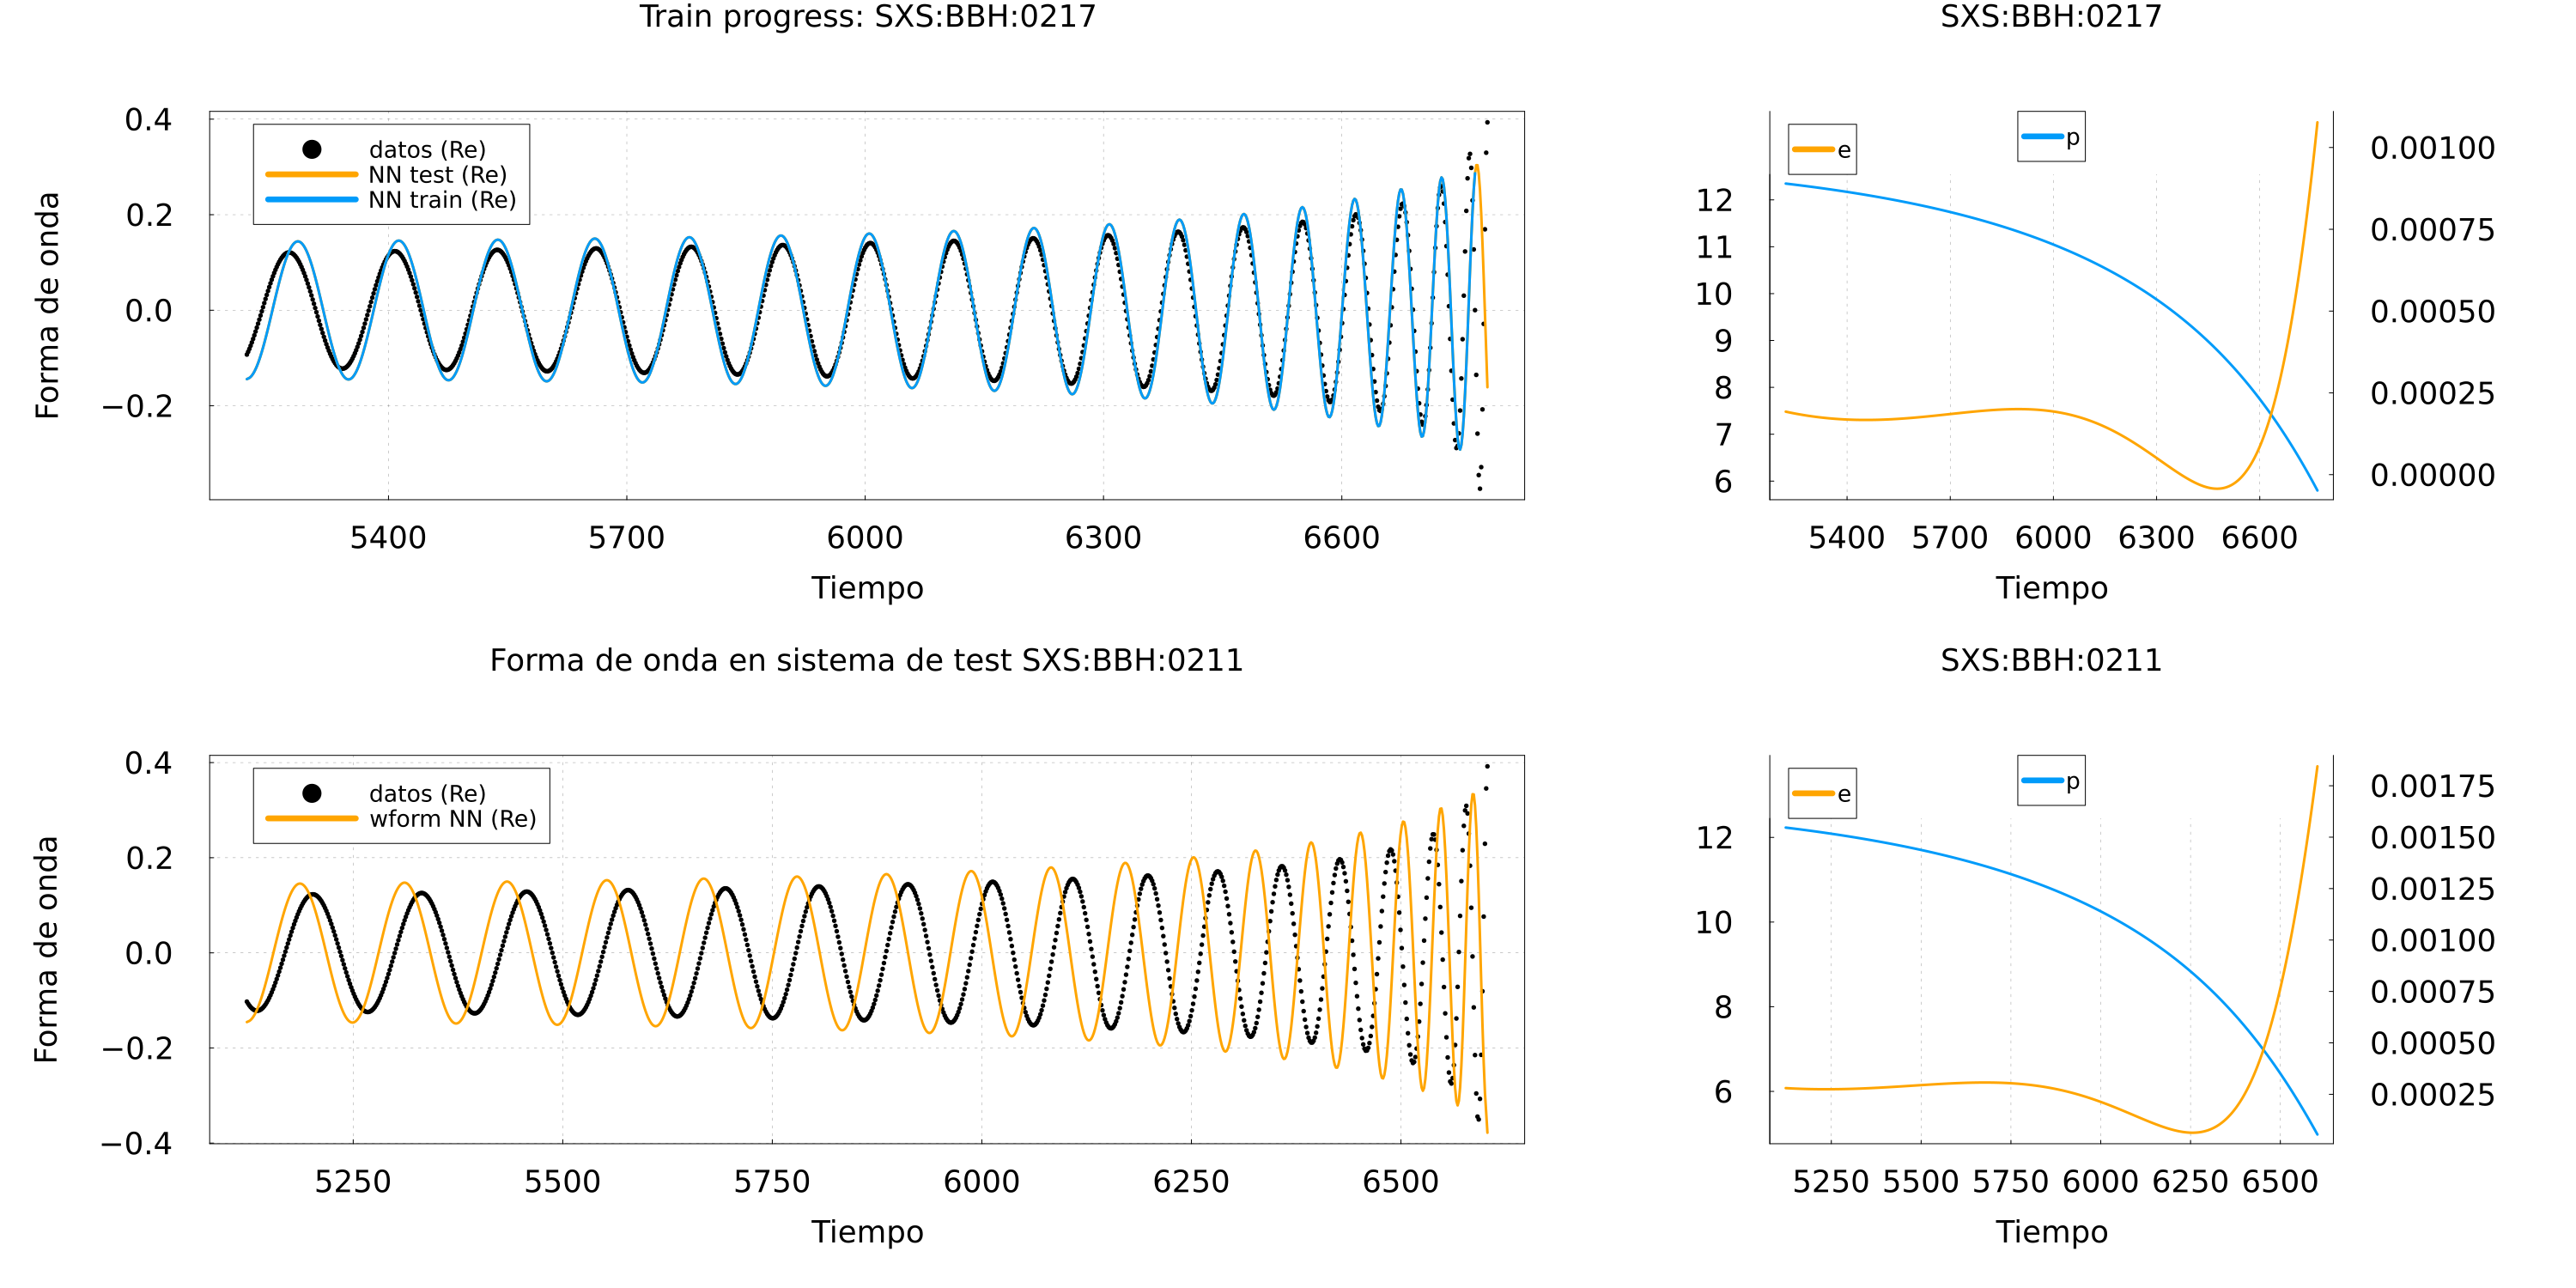 Train progress: SXS:BBH:0217
Forma de onda
0.4
0.2
0.0
−0.2
datos (Re)
NN test (Re)
NN train (Re)
5400 5700 6000 6300 6600
Tiempo
SXS:BBH:0217
e
p
12
11
10
9
8
7
6
0.00100
0.00075
0.00050
0.00025
0.00000
5400 5700 6000 6300 6600
Tiempo
Forma de onda en sistema de test SXS:BBH:0211
Forma de onda
0.4
0.2
0.0
−0.2
−0.4
datos (Re)
wform NN (Re)
5250 5500 5750 6000 6250 6500
Tiempo
SXS:BBH:0211
e
p
12
10
8
6
0.00175
0.00150
0.00125
0.00100
0.00075
0.00050
0.00025
5250 5500 5750 6000 6250 6500
Tiempo